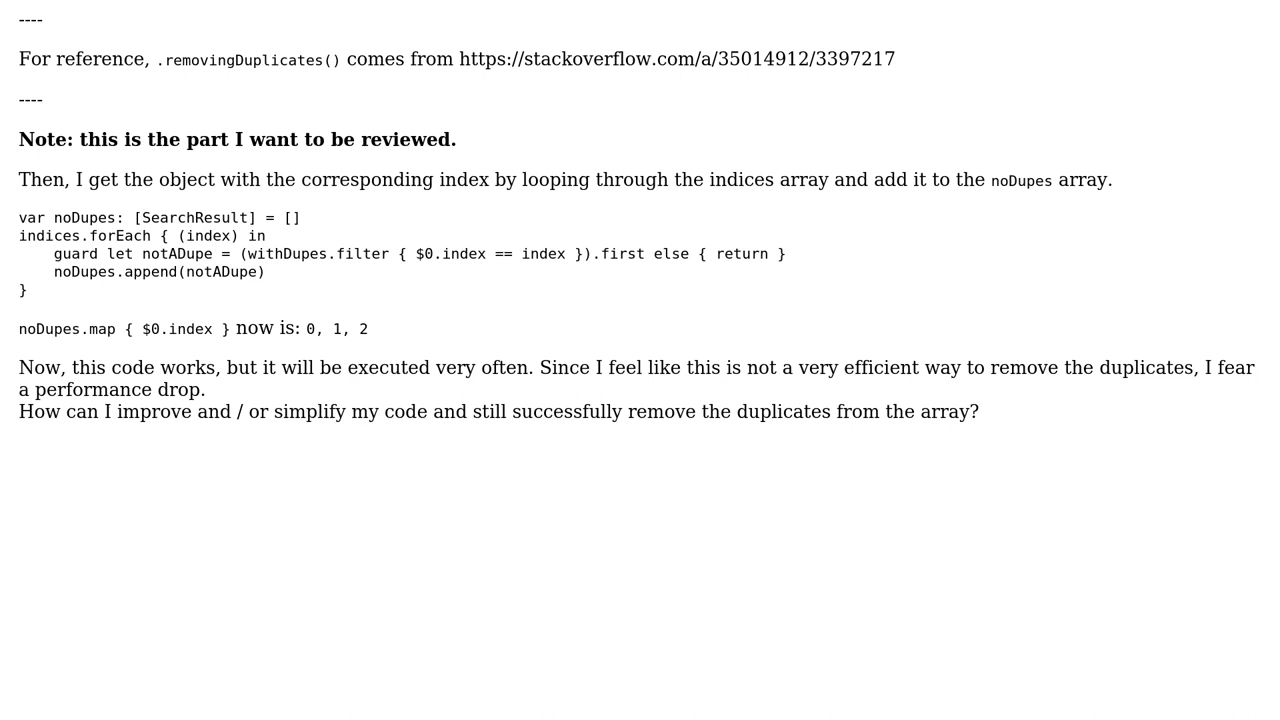 ----
For reference, .removingDuplicates() comes from https://stackoverflow.com/a/35014912/3397217
----
Note: this is the part I want to be reviewed.
Then, I get the object with the corresponding index by looping through the indices array and add it to the noDupes array.
var noDupes: [SearchResult] = []
indices.forEach { (index) in
    guard let notADupe = (withDupes.filter { $0.index == index }).first else { return }
    noDupes.append(notADupe)
}
noDupes.map { $0.index } now is: 0, 1, 2
Now, this code works, but it will be executed very often. Since I feel like this is not a very efficient way to remove the duplicates, I fear
a performance drop.
How can I improve and / or simplify my code and still successfully remove the duplicates from the array?